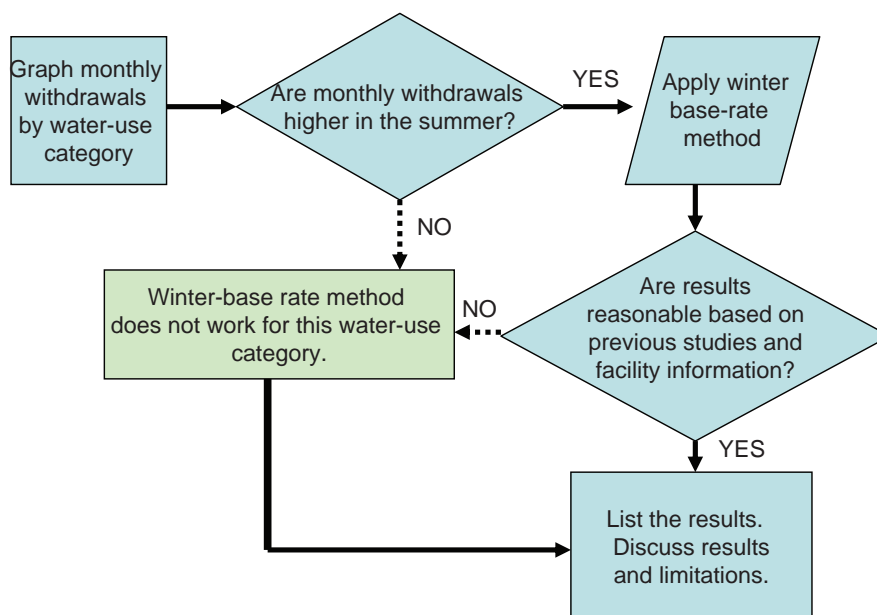 Graph monthly
withdrawals
by water-use
category
Are monthly withdrawals
higher in the summer?
YES
Apply winter
base-rate
method
NO
Winter-base rate method
does not work for this water-use
category.
NO
Are results
reasonable based on
previous studies and
facility information?
YES
List the results.
Discuss results
and limitations.